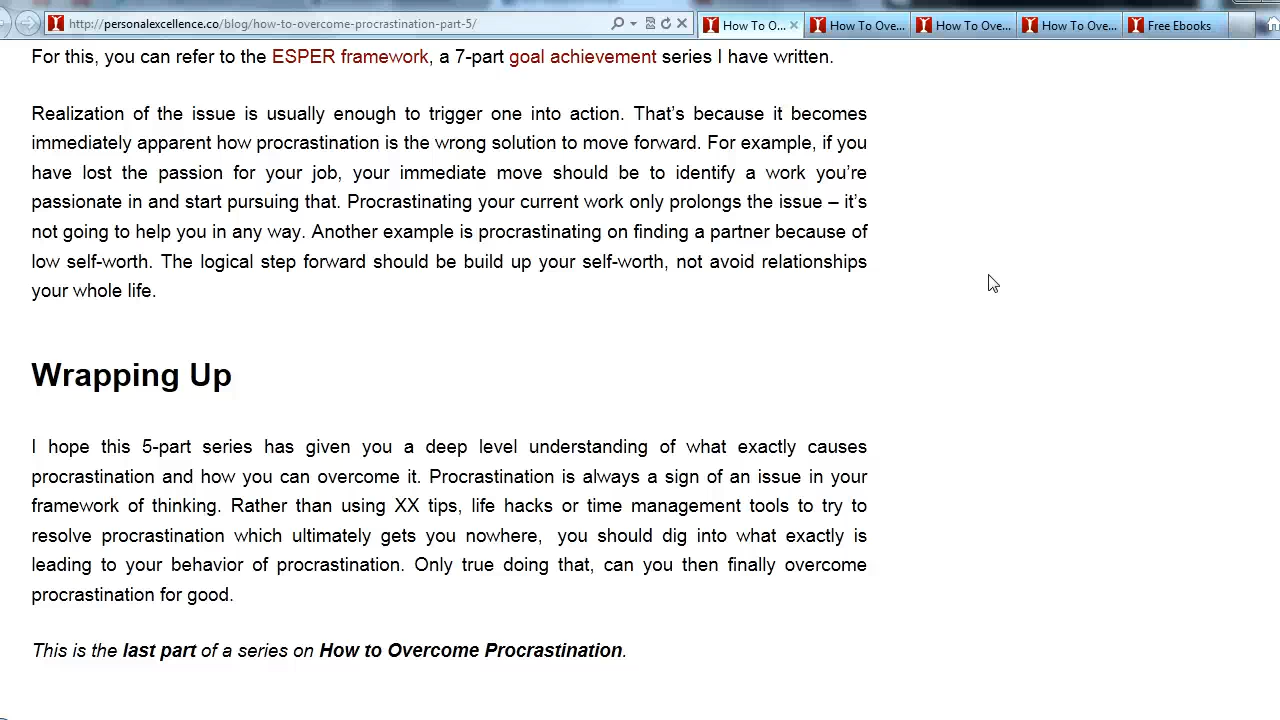 http://personalexcellence.co/blog/how-to-overcome-procrastination-part-5/
How To O...
How To Ove...
How To Ove...
How To Ove...
Free Ebooks
For this, you can refer to the ESPER framework, a 7-part goal achievement series I have written.
Realization of the issue is usually enough to trigger one into action. That’s because it becomes
immediately apparent how procrastination is the wrong solution to move forward. For example, if you
have lost the passion for your job, your immediate move should be to identify a work you’re
passionate in and start pursuing that. Procrastinating your current work only prolongs the issue – it’s
not going to help you in any way. Another example is procrastinating on finding a partner because of
low self-worth. The logical step forward should be build up your self-worth, not avoid relationships
your whole life.
Wrapping Up
I hope this 5-part series has given you a deep level understanding of what exactly causes
procrastination and how you can overcome it. Procrastination is always a sign of an issue in your
framework of thinking. Rather than using XX tips, life hacks or time management tools to try to
resolve procrastination which ultimately gets you nowhere, you should dig into what exactly is
leading to your behavior of procrastination. Only true doing that, can you then finally overcome
procrastination for good.
This is the last part of a series on How to Overcome Procrastination.